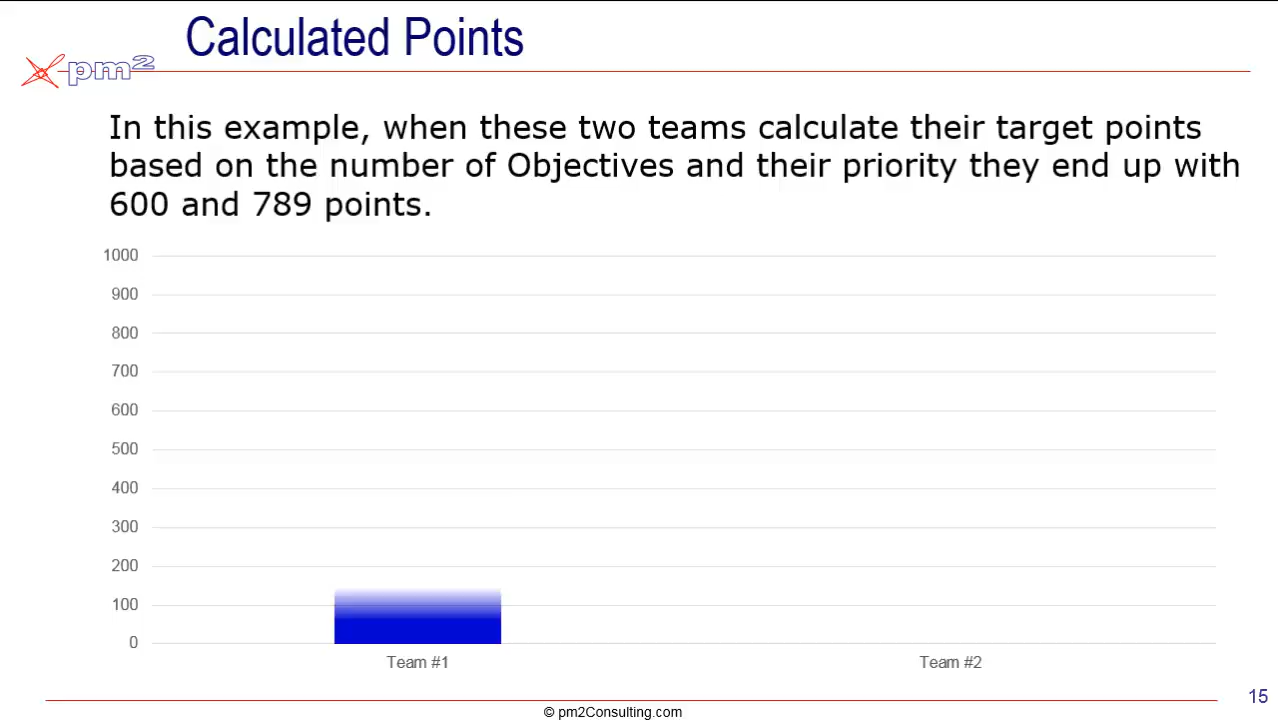 Calculated Points
pm2
In this example, when these two teams calculate their target points
based on the number of Objectives and their priority they end up with
600 and 789 points.
1000
900
800
700
600
500
400
300
200
100
0
Team #1
Team #2
15
© pm2Consulting.com